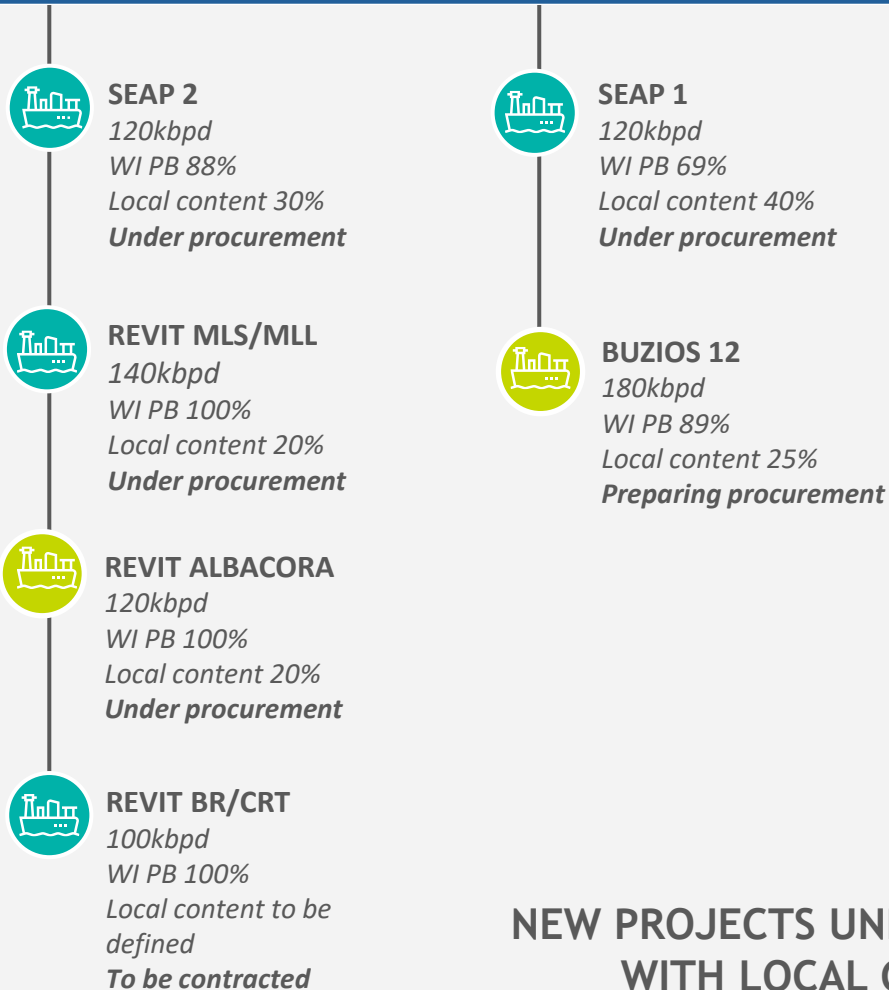 SEAP 2
120kbpd
WI PB 88%
Local content 30%
Under procurement
REVIT MLS/MLL
140kbpd
WI PB 100%
Local content 20%
Under procurement
REVIT ALBACORA
120kbpd
WI PB 100%
Local content 20%
Under procurement
REVIT BR/CRT
100kbpd
WI PB 100%
Local content to be
defined
To be contracted
SEAP 1
120kbpd
WI PB 69%
Local content 40%
Under procurement
BUZIOS 12
180kbpd
WI PB 89%
Local content 25%
Preparing procurement
NEW PROJECTS
WITH LOCAL